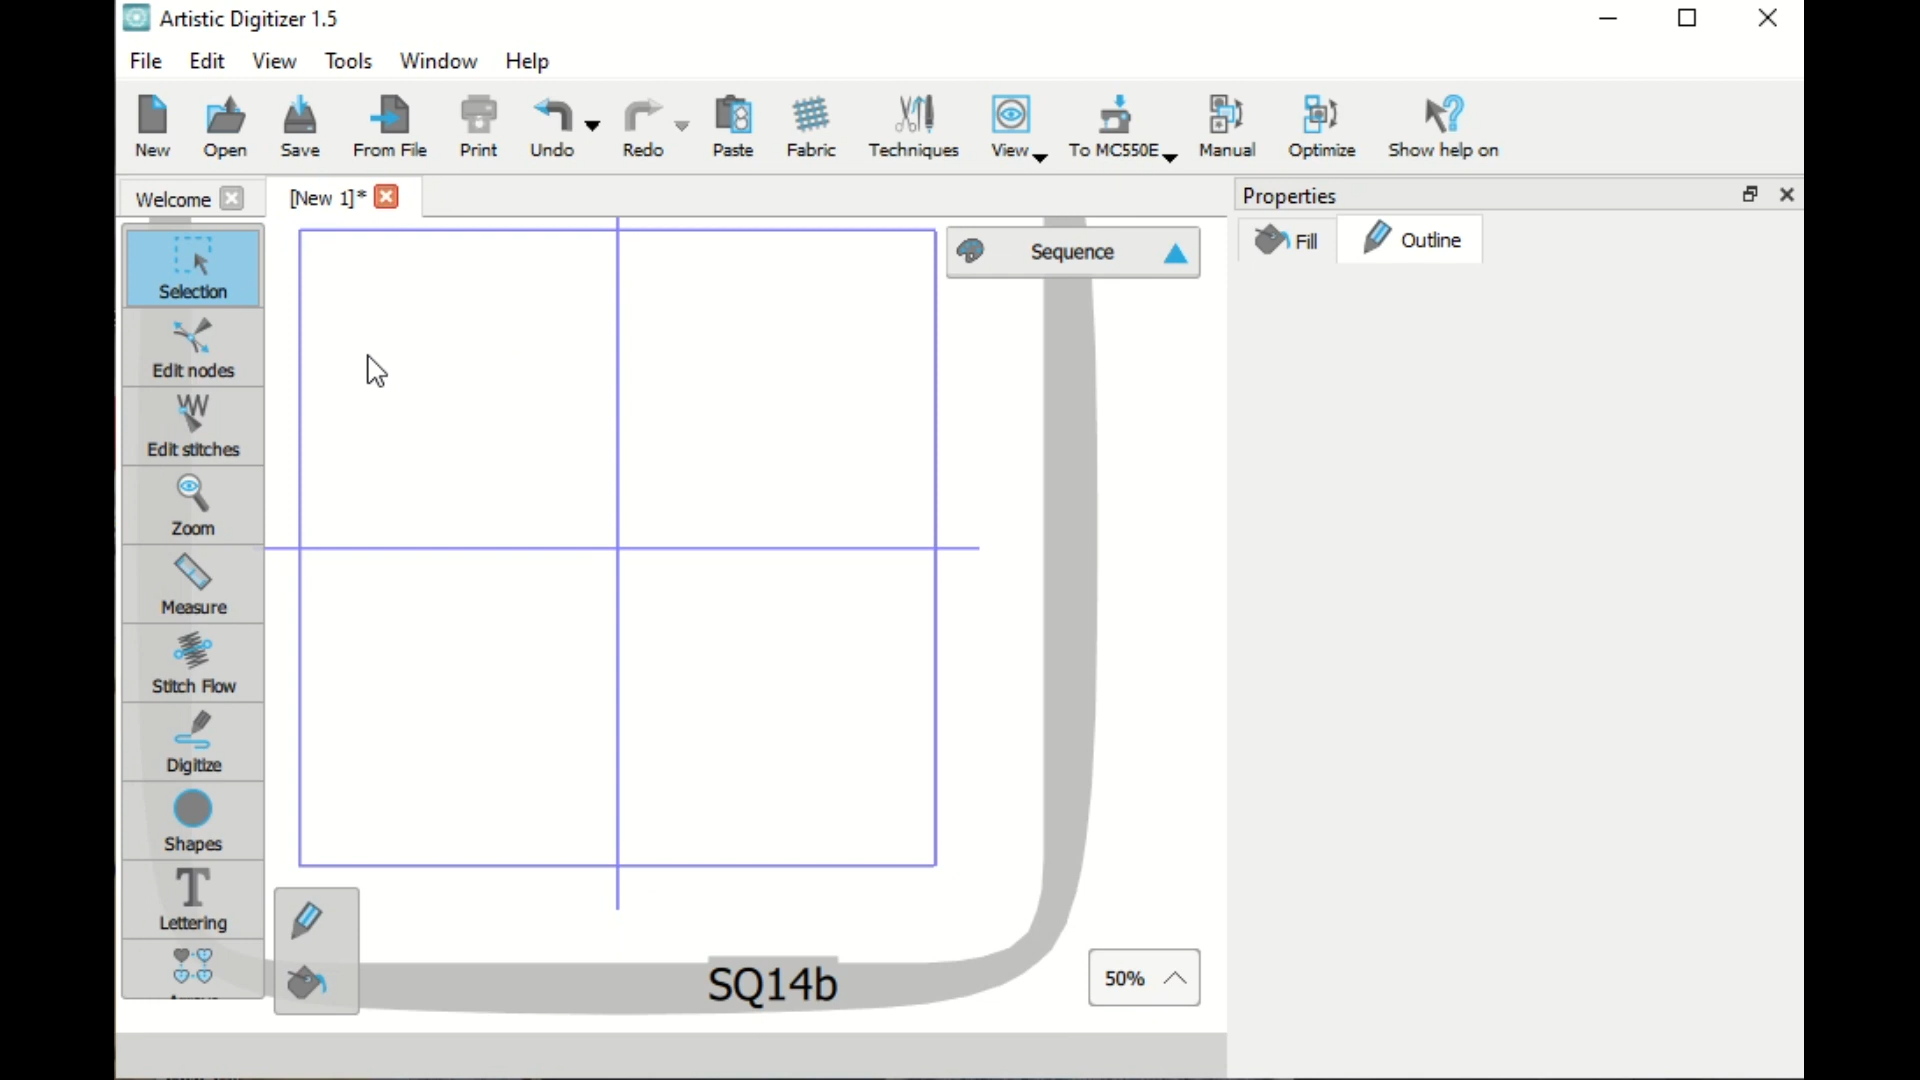 Artistic Digitizer 1.5
File Edit View Tools Window Help
New Open Save From File Print Undo Redo Paste Fabric Techniques View To MC550E Manual Optimize Show help on
Welcome [New 1]* Properties
Fill Outline
Sequence
Selection
Edit nodes
Edit stitches
Zoom
Measure
Stitch Flow
Digitize
Shapes
T
Lettering
SQ14b
50%